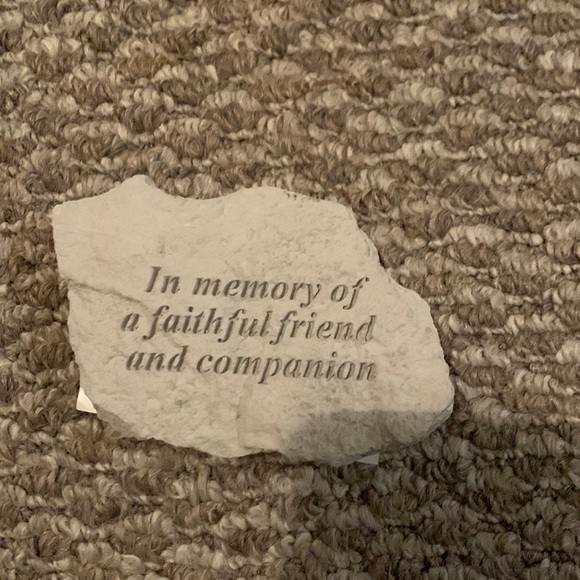 In memory of
a faithful friend
and companion